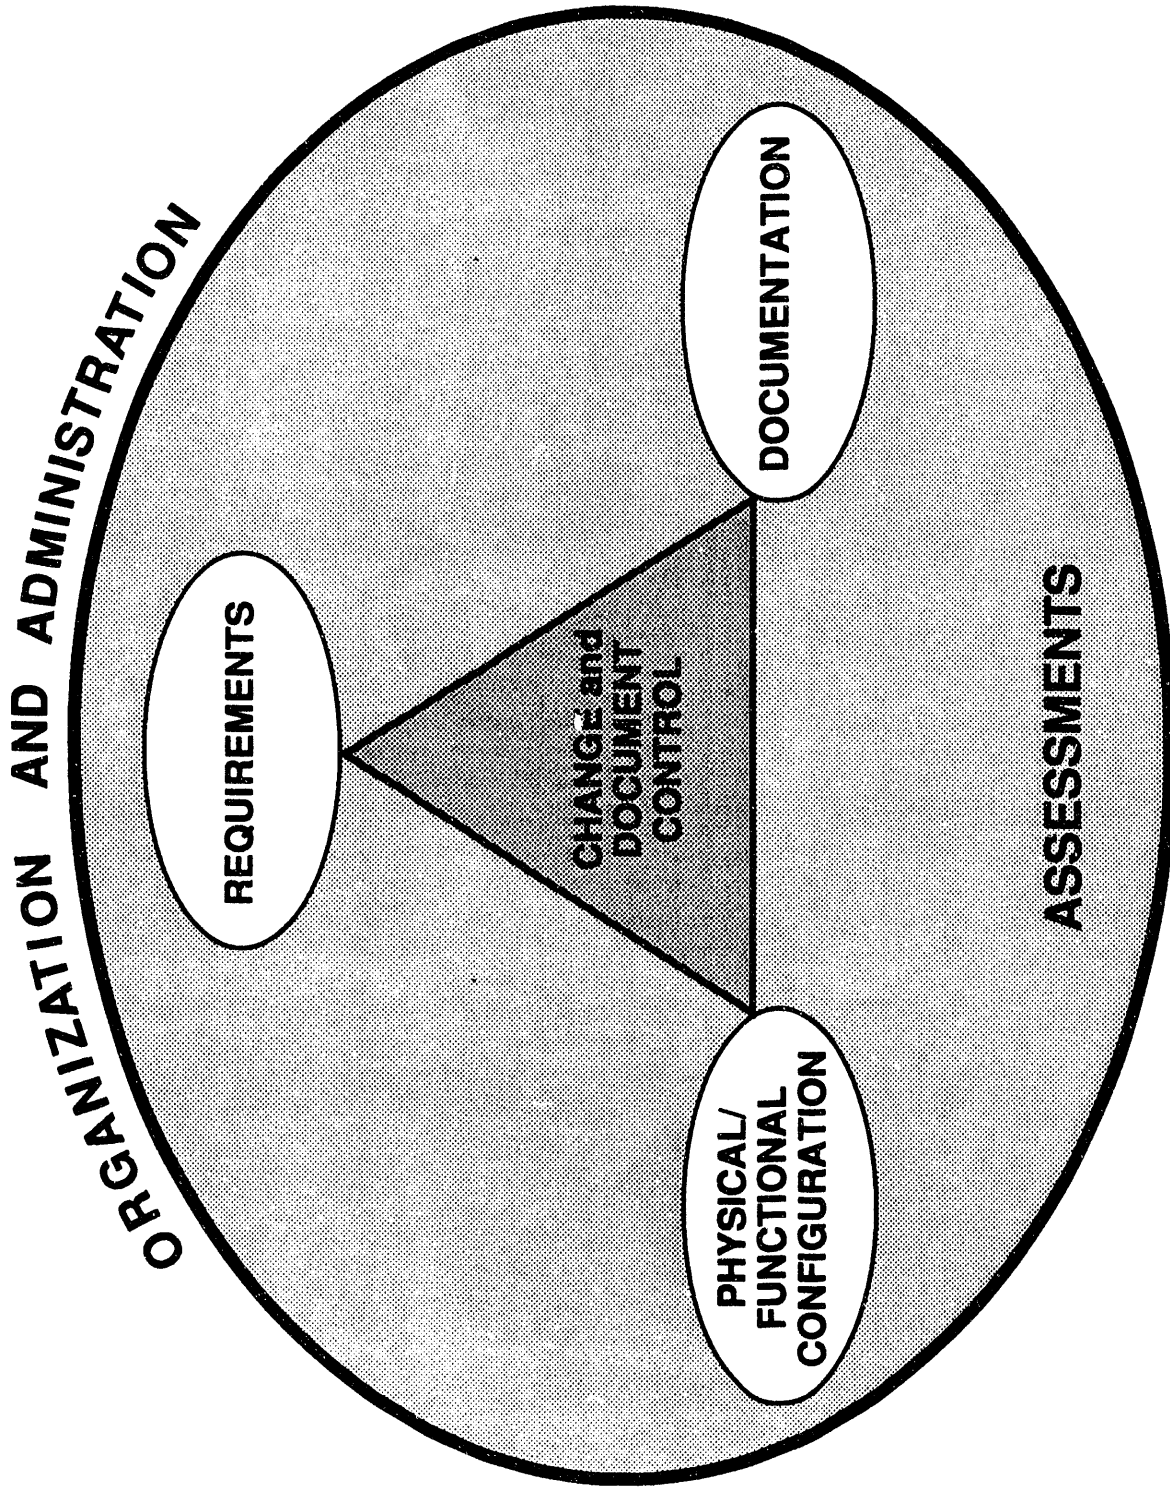 ORGANIZATION AND ADMINISTRATION
REQUIREMENTS
CHANGE and
DOCUMENT
CONTROL
PHYSICAL/
FUNCTIONAL
CONFIGURATION
DOCUMENTATION
ASSESSMENTS